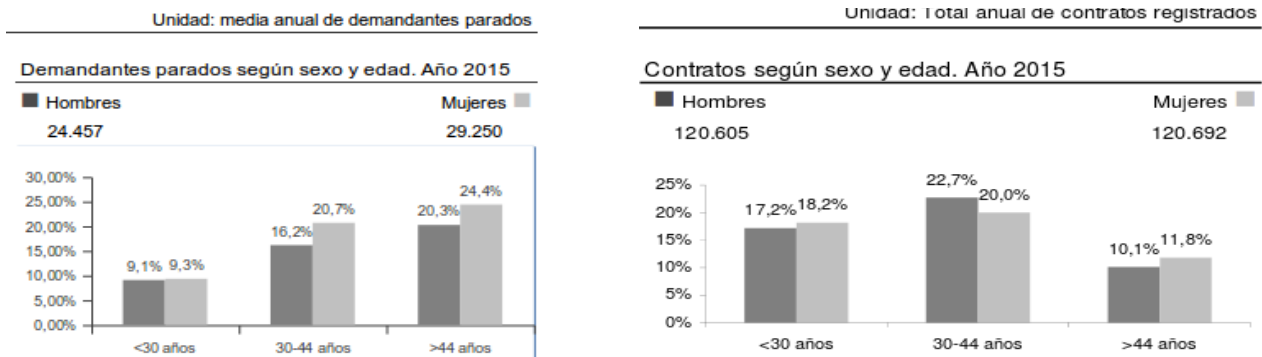 Unidad: media anual de demandantes parados
Demandantes parados según sexo y edad. Año 2015
Hombres Mujeres
24.457 29.250
30,00%
25,00%
20,00%
15,00%
10,00%
5,00%
0,00%
9,1% 9,3%
16,2% 20,7%
20,3% 24,4%
<30 años 30-44 años >44 años
Unidad: Total anual de contratos registrados
Contratos según sexo y edad. Año 2015
Hombres Mujeres
120.605 120.692
25%
20%
15%
10%
5%
0%
17,2% 18,2%
22,7% 20,0%
10,1% 11,8%
<30 años 30-44 años >44 años